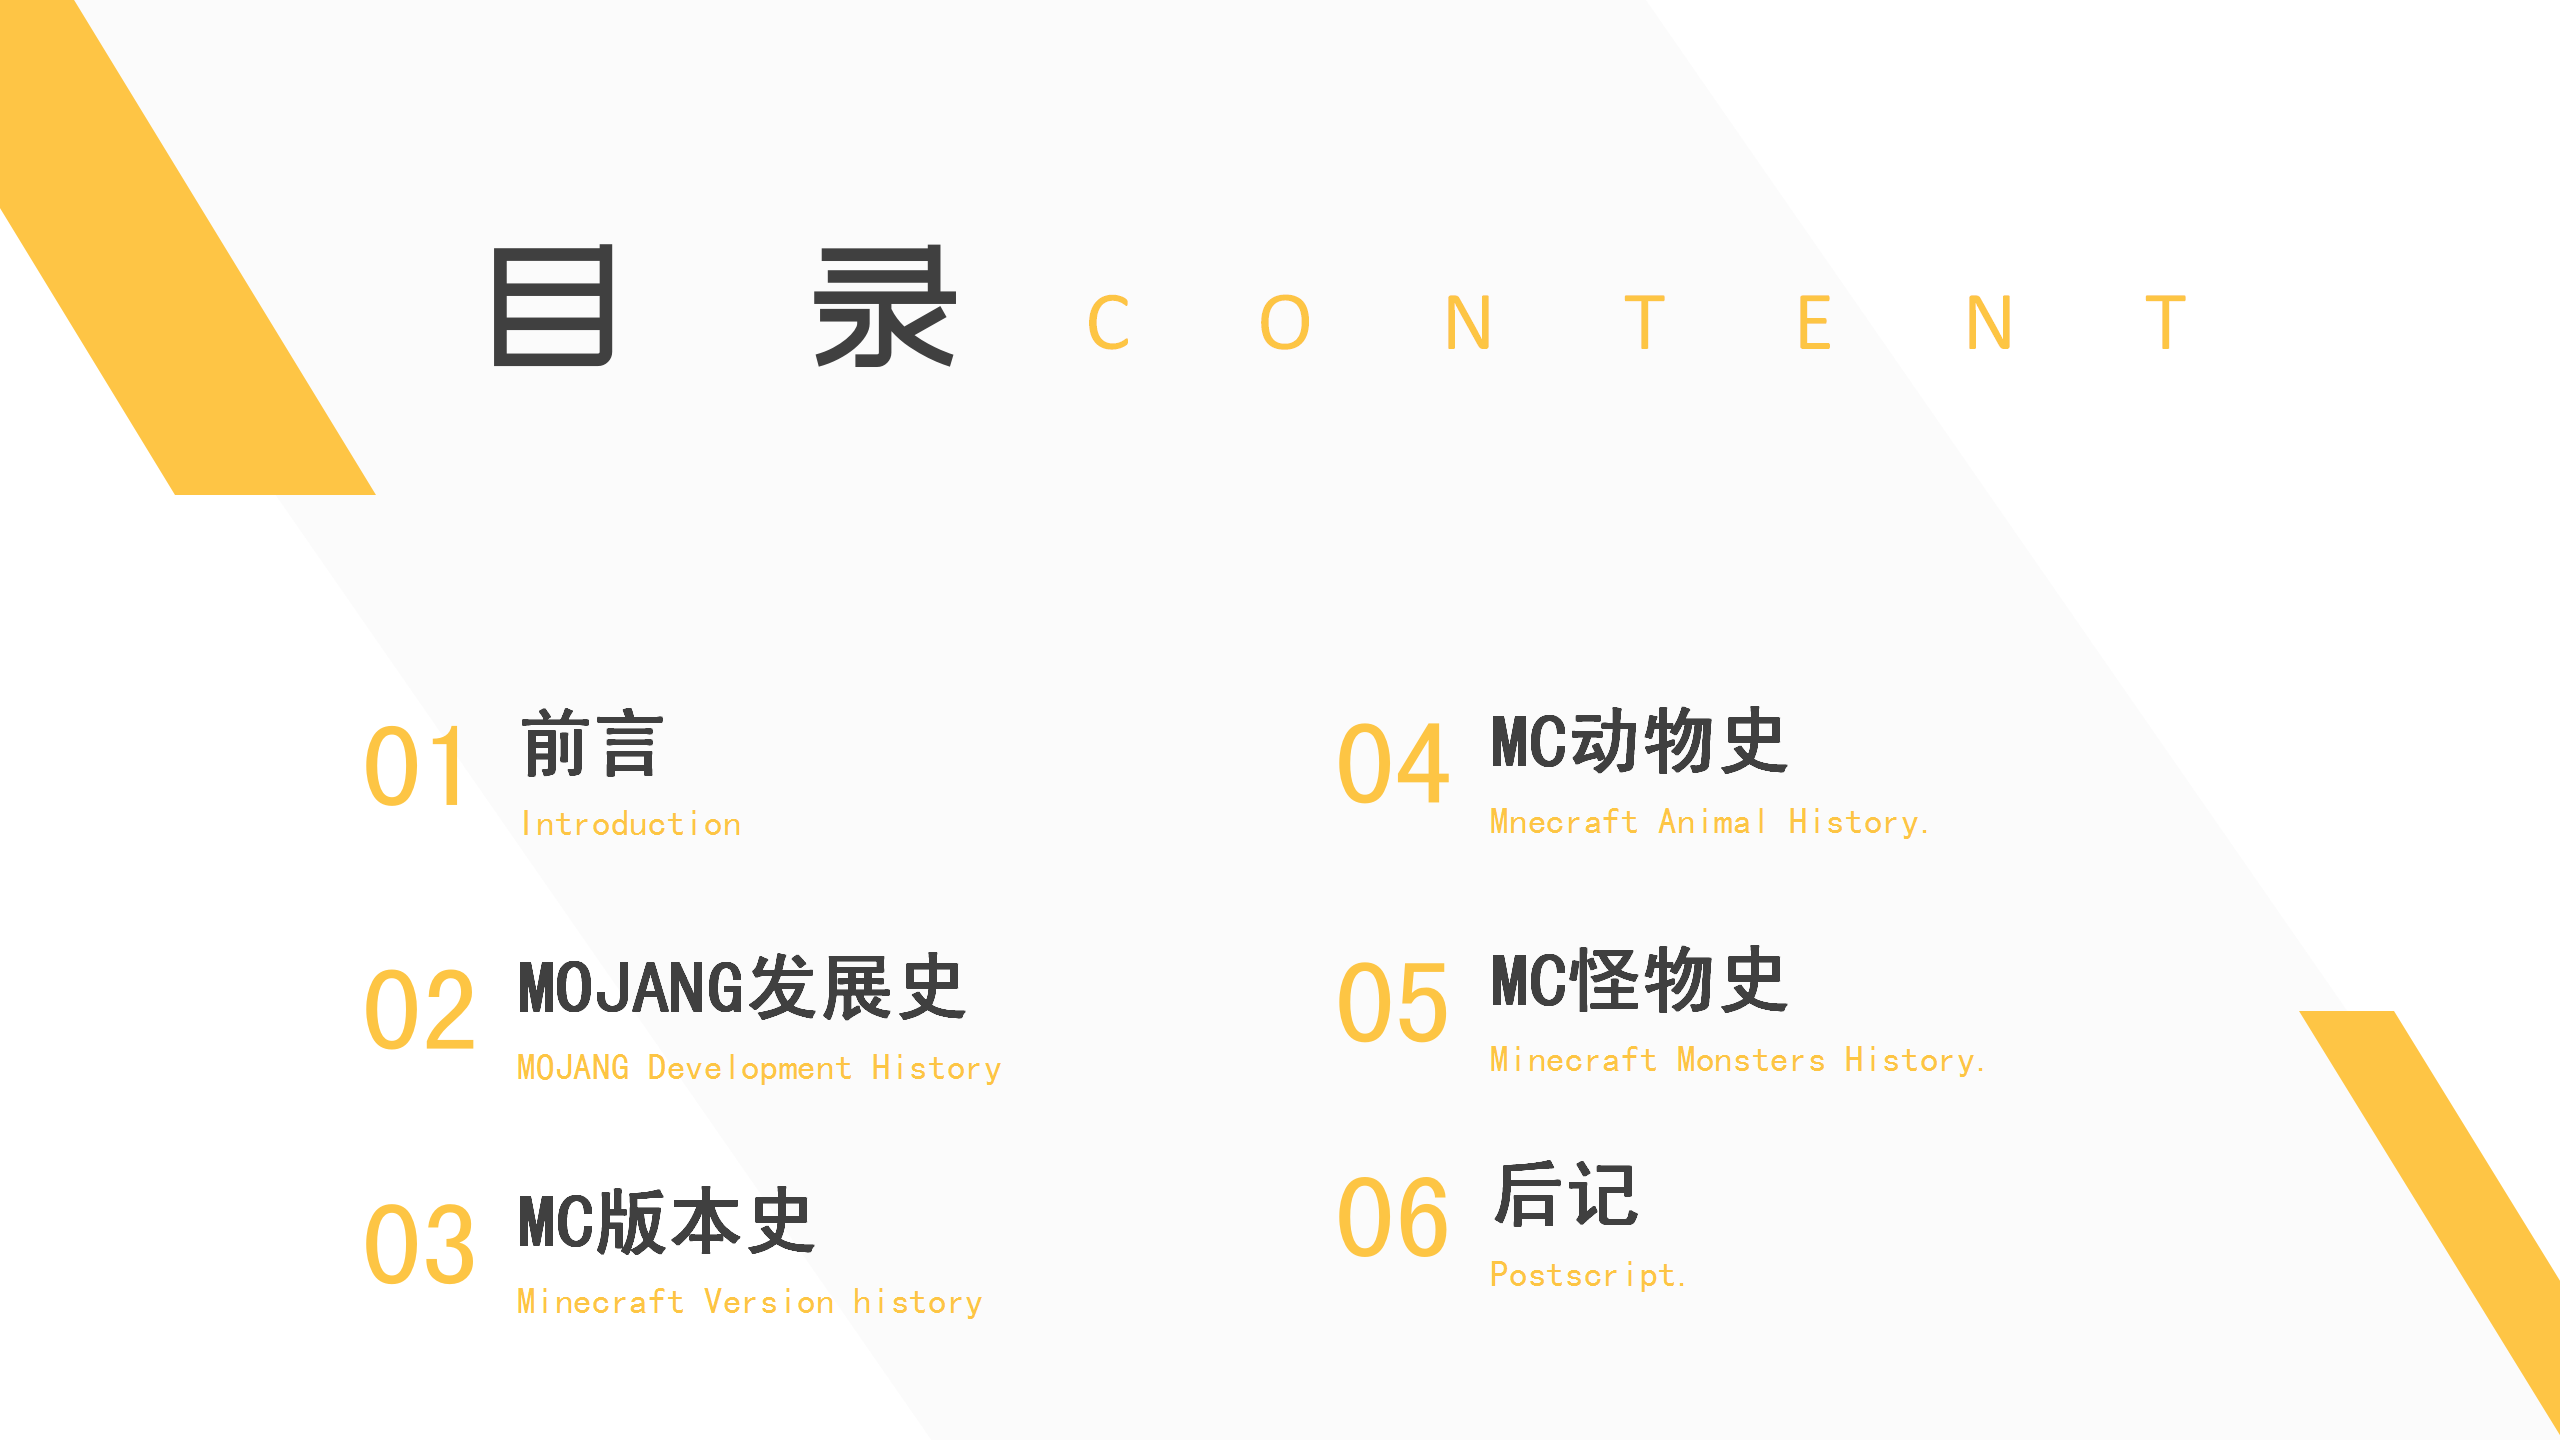 目 录 CONTENT
01 前言
Introduction
02 MOJANG发展史
MOJANG Development History
03 MC版本史
Minecraft Version history
04 MC动物史
Mnecraft Animal History.
05 MC怪物史
Minecraft Monsters History.
06 后记
Postscript.